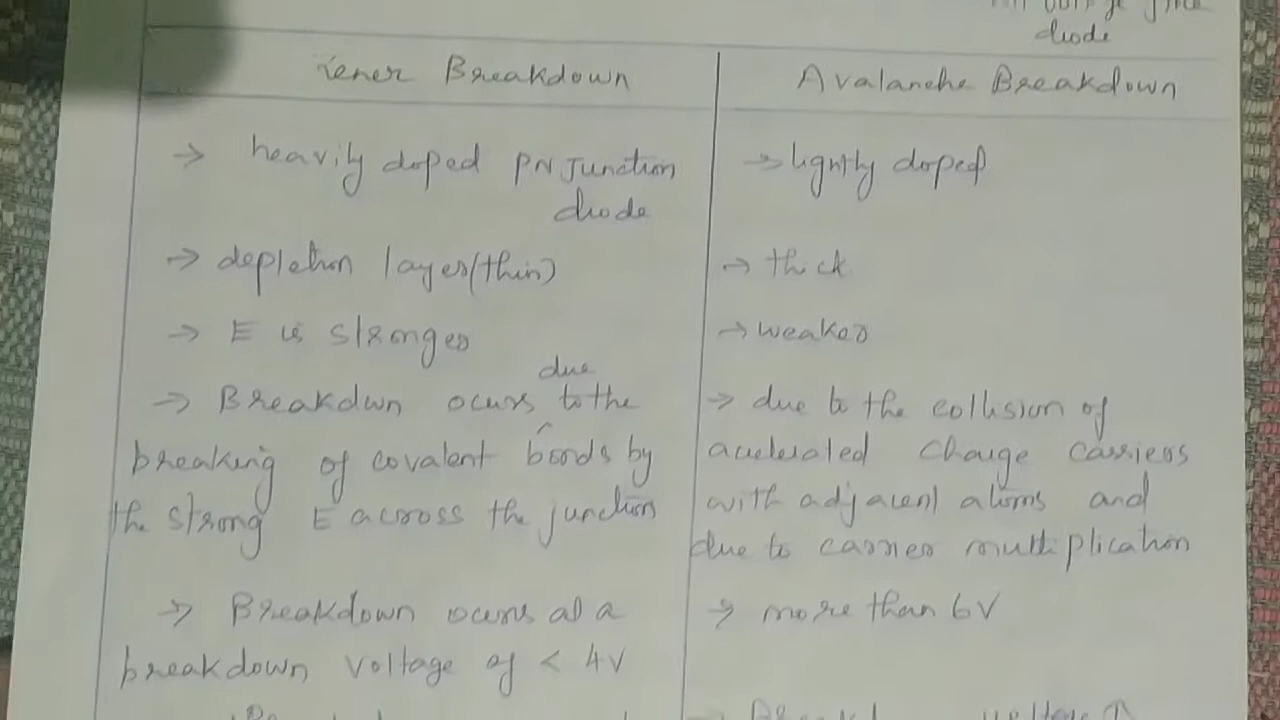 diode
Zener Breakdown
Avalanche Breakdown
→ heavily doped PN Junction
diode
→ lightly doped
→ depletion layer(thin)
→ thick
→ E is stronger
→ weaker
due
→ Breakdwn ocurs to the
breaking of covalent bonds by
the strong E across the junction
→ due to the collision of
accelerated charge carriers
with adjacent atoms and
due to carrier multiplication
→ Breakdown ocurs at a
breakdown voltage of < 4V
→ more than 6V